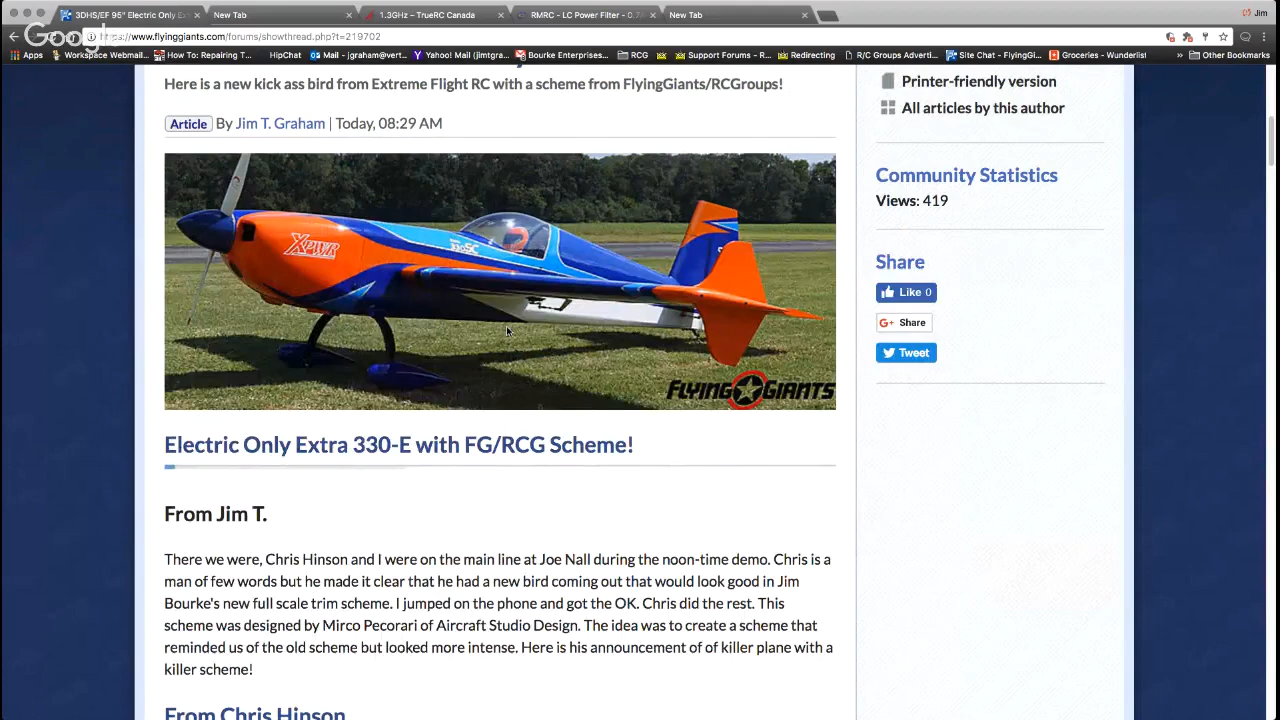 3DHS/EF 95" Electric Only Ex
New Tab
1.3GHz – TrueRC Canada
RMRC - LC Power Filter - 0.7
New Tab
Jim
Google
https://www.flyinggiants.com/forums/showthread.php?t=219702
Apps
Workspace Webmail...
How To: Repairing T...
HipChat
Mail - jgraham@vert...
Yahoo! Mail (jimtgr...
Bourke Enterprises...
RCG
Support Forums - R...
Redirecting
R/C Groups Adverti...
Site Chat - FlyingGi...
Groceries - Wunderlist
»
Other Bookmarks
Here is a new kick ass bird from Extreme Flight RC with a scheme from FlyingGiants/RCGroups!
Article By Jim T. Graham | Today, 08:29 AM
XPWR
FLYING GIANTS
Electric Only Extra 330-E with FG/RCG Scheme!
From Jim T.
There we were, Chris Hinson and I were on the main line at Joe Nall during the noon-time demo. Chris is a
man of few words but he made it clear that he had a new bird coming out that would look good in Jim
Bourke's new full scale trim scheme. I jumped on the phone and got the OK. Chris did the rest. This
scheme was designed by Mirco Pecorari of Aircraft Studio Design. The idea was to create a scheme that
reminded us of the old scheme but looked more intense. Here is his announcement of of killer plane with a
killer scheme!
From Chris Hinson
Printer-friendly version
All articles by this author
Community Statistics
Views: 419
Share
Like 0
G+ Share
Tweet